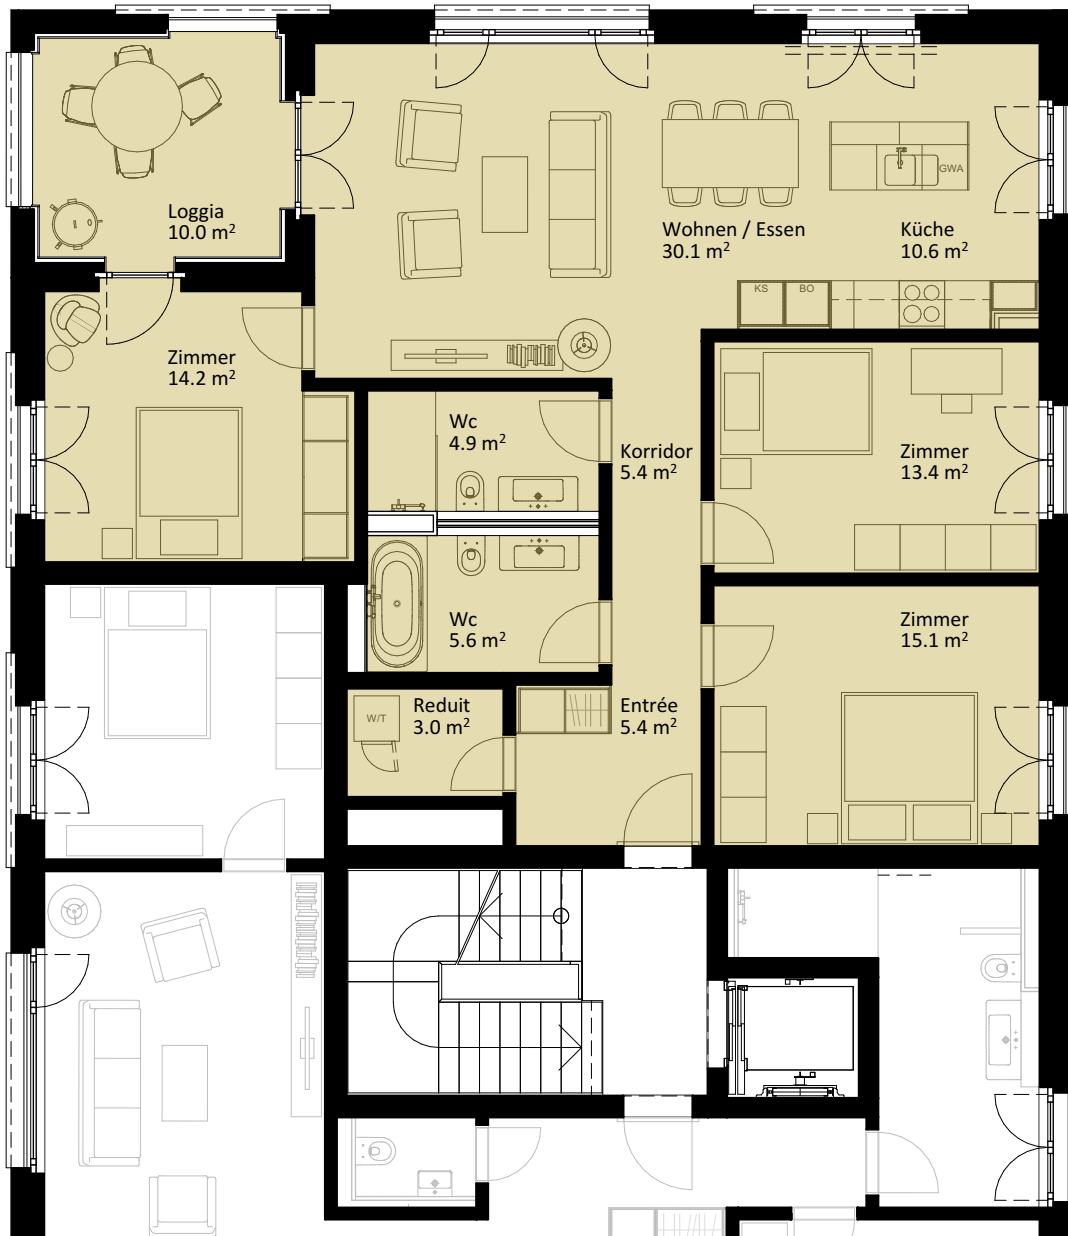 Loggia
10.0 m²
Wohnen / Essen
30.1 m²
Küche
10.6 m²
GWA
KS
BO
Zimmer
14.2 m²
Wc
4.9 m²
Korridor
5.4 m²
Zimmer
13.4 m²
Wc
5.6 m²
Zimmer
15.1 m²
Reduit
3.0 m²
W/T
Entrée
5.4 m²